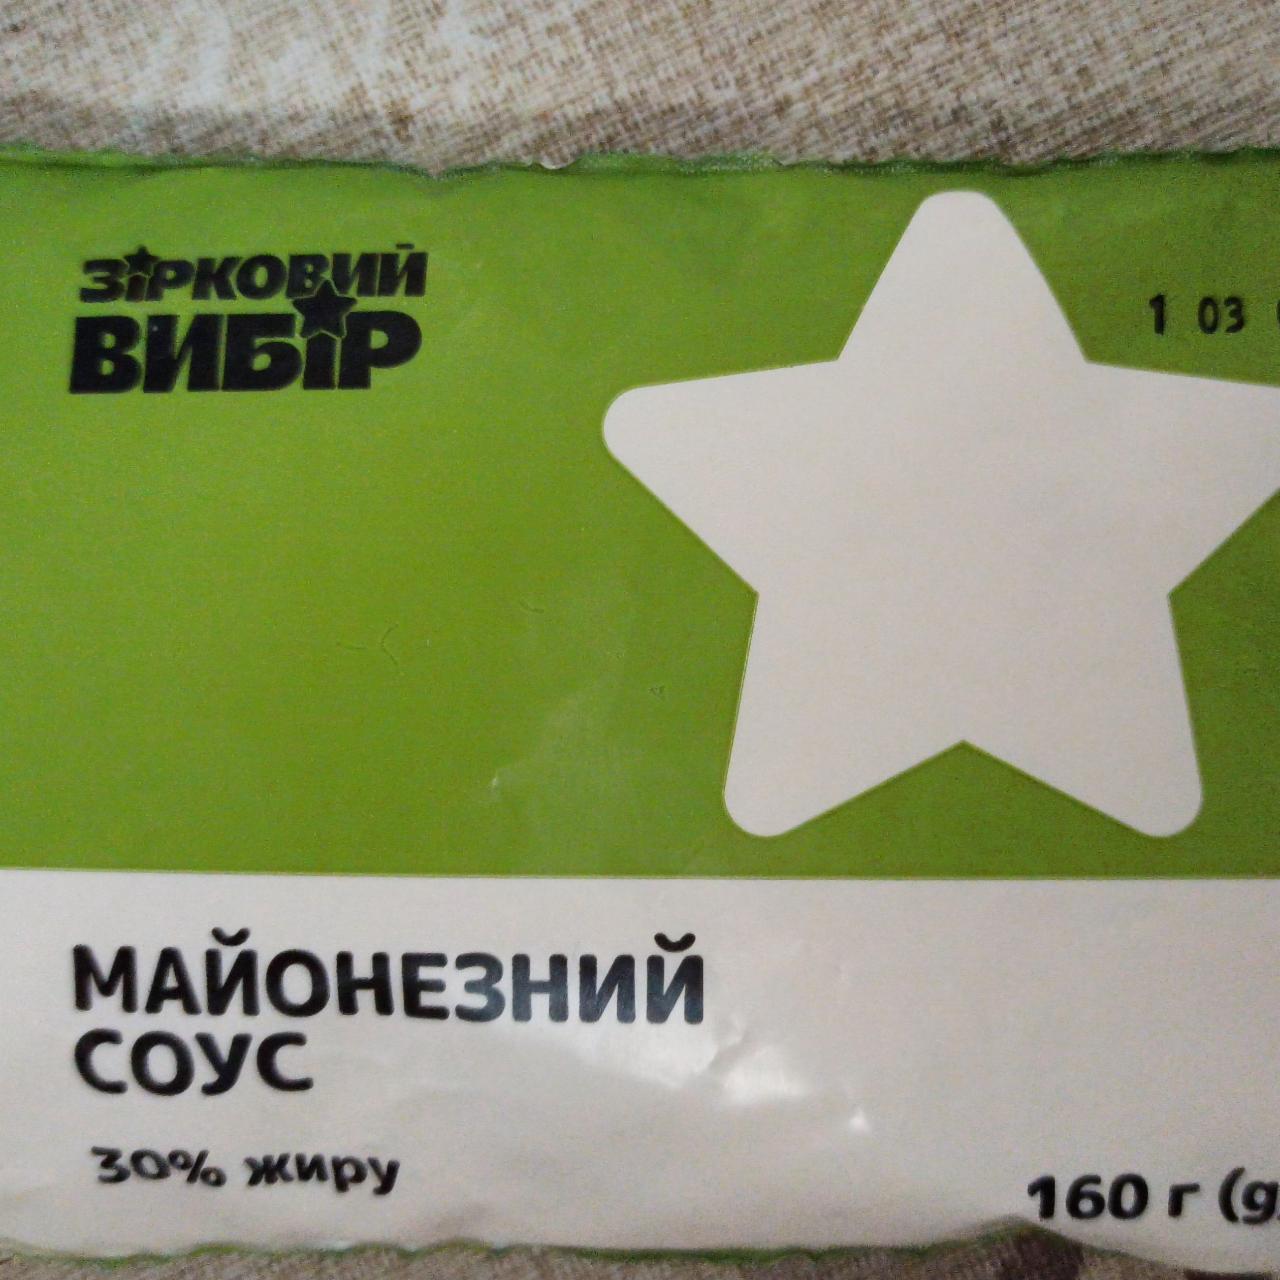 ЗІРКОВИЙ
ВИБІР
1 03
МАЙОНЕЗНИЙ
СОУС
30% жиру
160 г (g